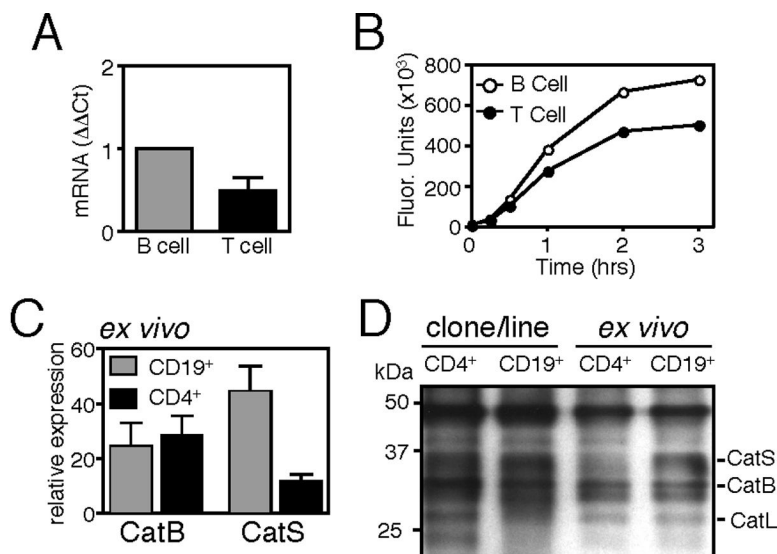 A
mRNA (ΔΔCt)
2
1
0
B cell
T cell
B
Fluor. Units (x10³)
800
600
400
200
0
B Cell
T Cell
0
1
2
3
Time (hrs)
C
ex vivo
relative expression
60
40
20
0
CD19⁺
CD4⁺
CatB
CatS
D
clone/line
ex vivo
kDa
CD4⁺
CD19⁺
CD4⁺
CD19⁺
50
37
25
CatS
CatB
CatL